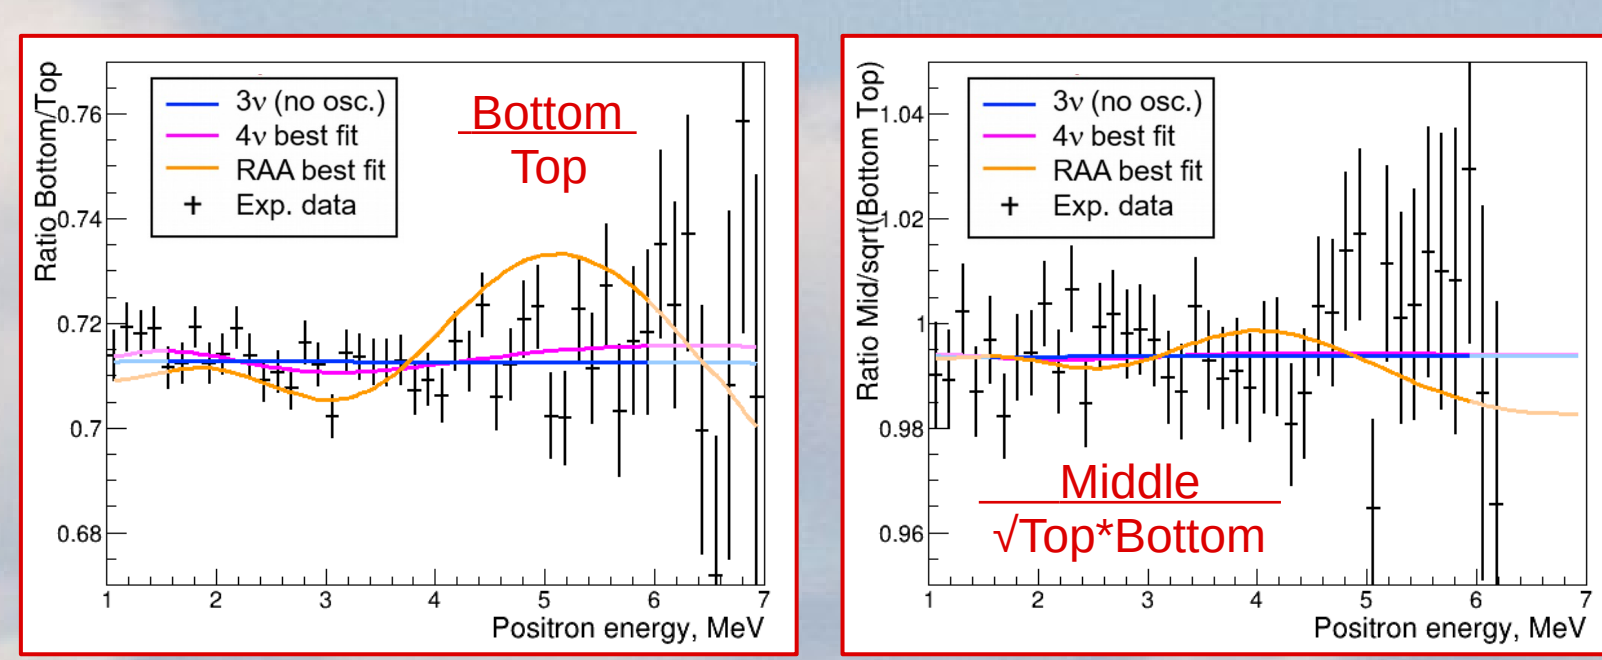 Ratio Bottom/Top
3ν (no osc.)
4ν best fit
RAA best fit
Exp. data
Bottom
Top
0.76
0.74
0.72
0.7
0.68
1 2 3 4 5 6 7
Positron energy, MeV
Ratio Mid/sqrt(Bottom Top)
3ν (no osc.)
4ν best fit
RAA best fit
Exp. data
1.04
1.02
1
0.98
0.96
Middle
√Top*Bottom
1 2 3 4 5 6 7
Positron energy, MeV